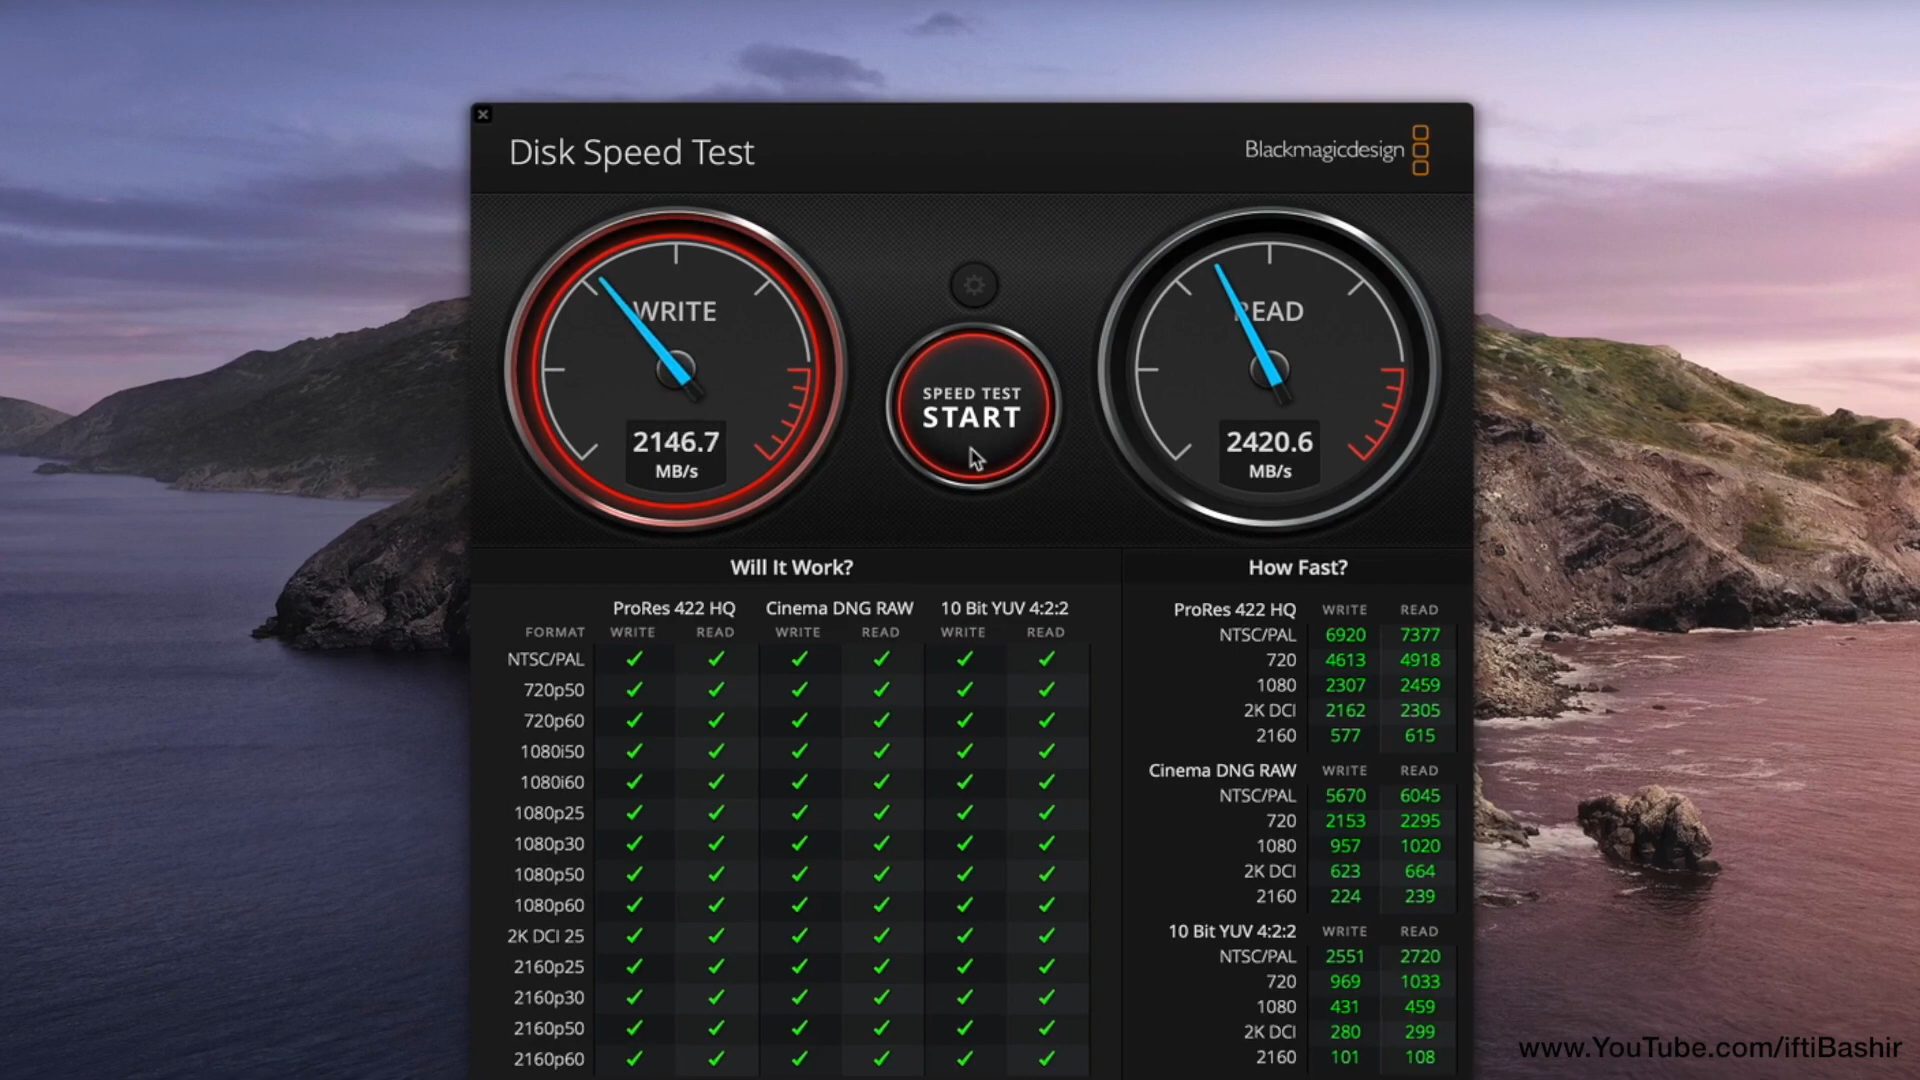 Disk Speed Test
Blackmagicdesign
WRITE
2146.7
MB/s
SPEED TEST
START
READ
2420.6
MB/s
Will It Work?
ProRes 422 HQ Cinema DNG RAW 10 Bit YUV 4:2:2
FORMAT WRITE READ WRITE READ WRITE READ
NTSC/PAL ✓ ✓ ✓ ✓ ✓ ✓
720p50 ✓ ✓ ✓ ✓ ✓ ✓
720p60 ✓ ✓ ✓ ✓ ✓ ✓
1080i50 ✓ ✓ ✓ ✓ ✓ ✓
1080i60 ✓ ✓ ✓ ✓ ✓ ✓
1080p25 ✓ ✓ ✓ ✓ ✓ ✓
1080p30 ✓ ✓ ✓ ✓ ✓ ✓
1080p50 ✓ ✓ ✓ ✓ ✓ ✓
1080p60 ✓ ✓ ✓ ✓ ✓ ✓
2K DCI 25 ✓ ✓ ✓ ✓ ✓ ✓
2160p25 ✓ ✓ ✓ ✓ ✓ ✓
2160p30 ✓ ✓ ✓ ✓ ✓ ✓
2160p50 ✓ ✓ ✓ ✓ ✓ ✓
2160p60 ✓ ✓ ✓ ✓ ✓ ✓
How Fast?
ProRes 422 HQ WRITE READ
NTSC/PAL 6920 7377
720 4613 4918
1080 2307 2459
2K DCI 2162 2305
2160 577 615
Cinema DNG RAW WRITE READ
NTSC/PAL 5670 6045
720 2153 2295
1080 957 1020
2K DCI 623 664
2160 224 239
10 Bit YUV 4:2:2 WRITE READ
NTSC/PAL 2551 2720
720 969 1033
1080 431 459
2K DCI 280 299
2160 101 108
www.YouTube.com/iftiBashir